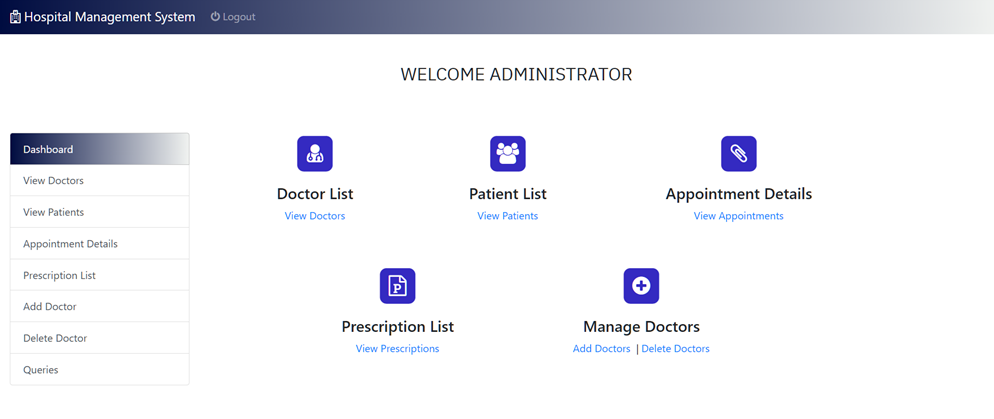 Hospital Management System Logout
WELCOME ADMINISTRATOR
Dashboard
View Doctors
View Patients
Appointment Details
Prescription List
Add Doctor
Delete Doctor
Queries
Doctor List
View Doctors
Patient List
View Patients
Appointment Details
View Appointments
P
Prescription List
View Prescriptions
Manage Doctors
Add Doctors | Delete Doctors